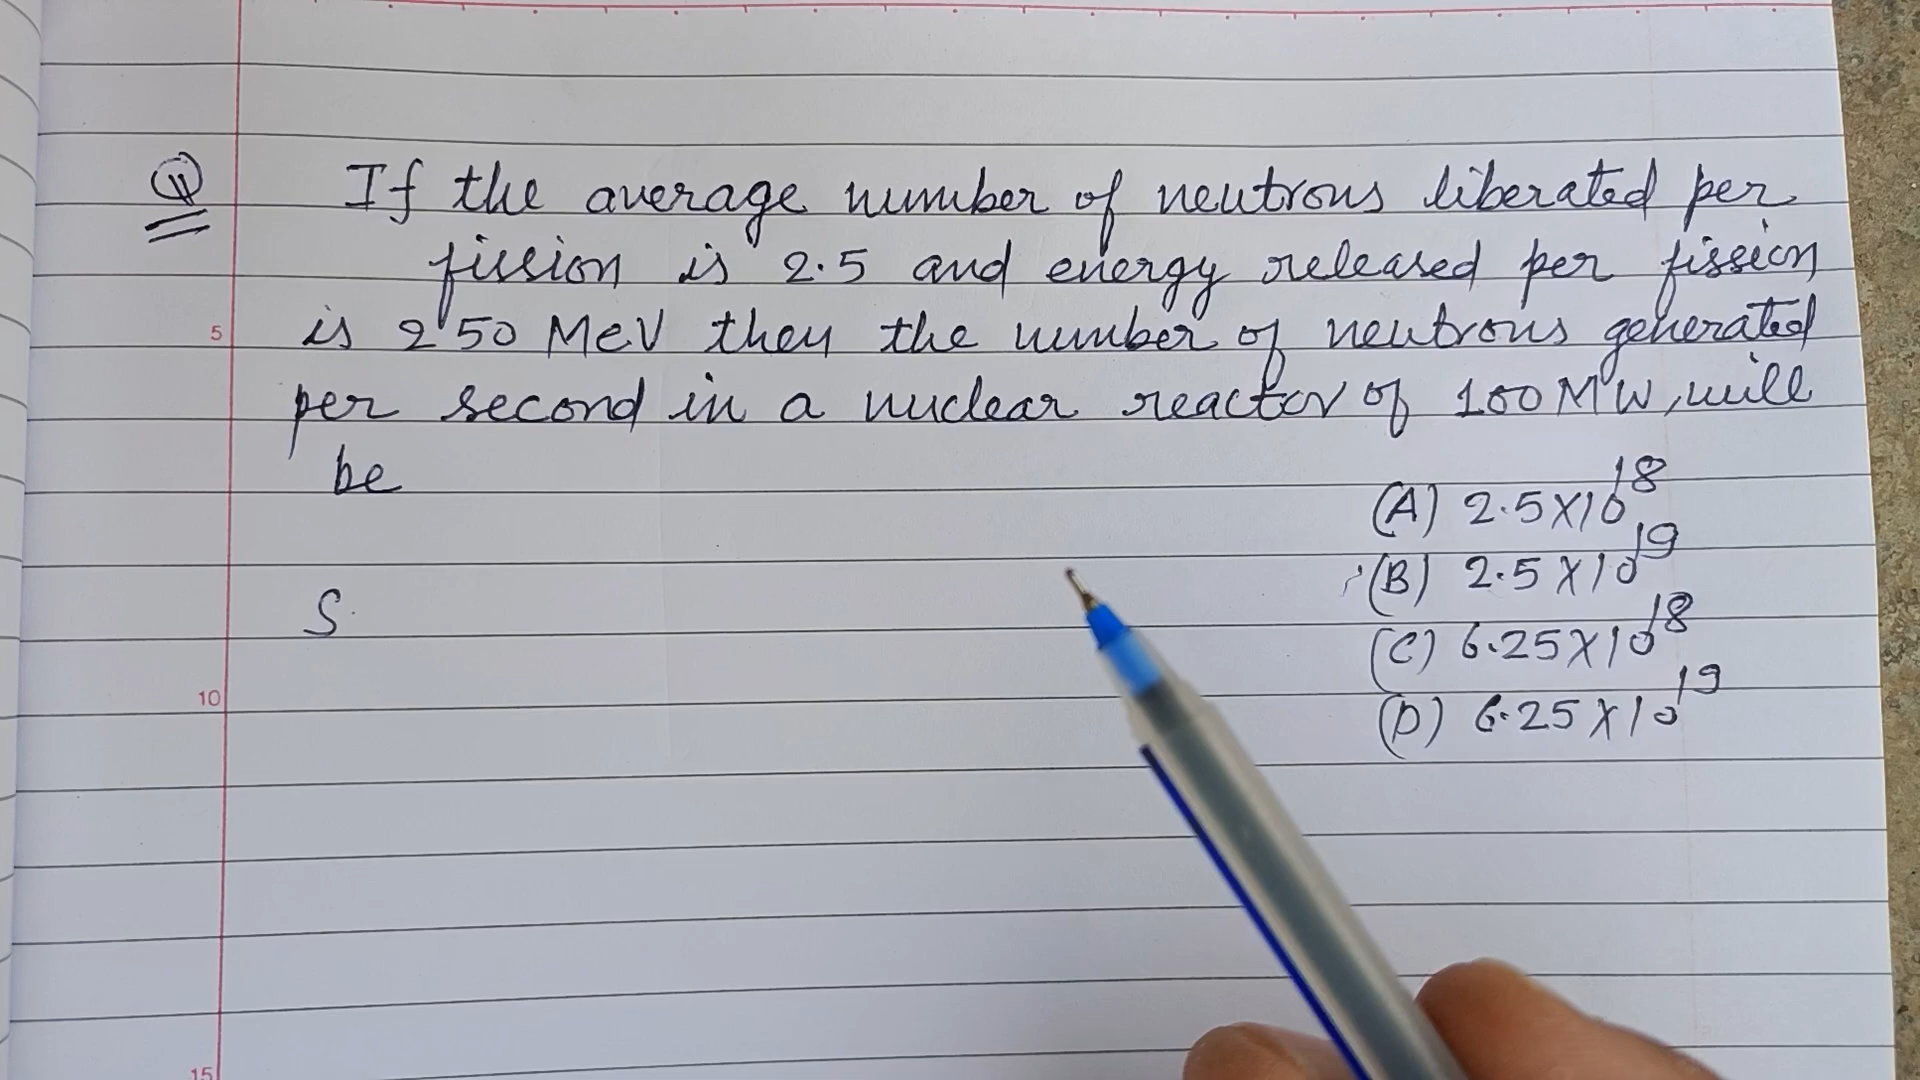 Q If the average number of neutrons liberated per
fission is 2.5 and energy released per fission
5 is 250 MeV then the number of neutrons generated
per second in a nuclear reactor of 100 MW, will
be
(A) 2.5×10^18
(B) 2.5×10^19
S
(C) 6.25×10^18
10
(D) 6.25×10^19
15